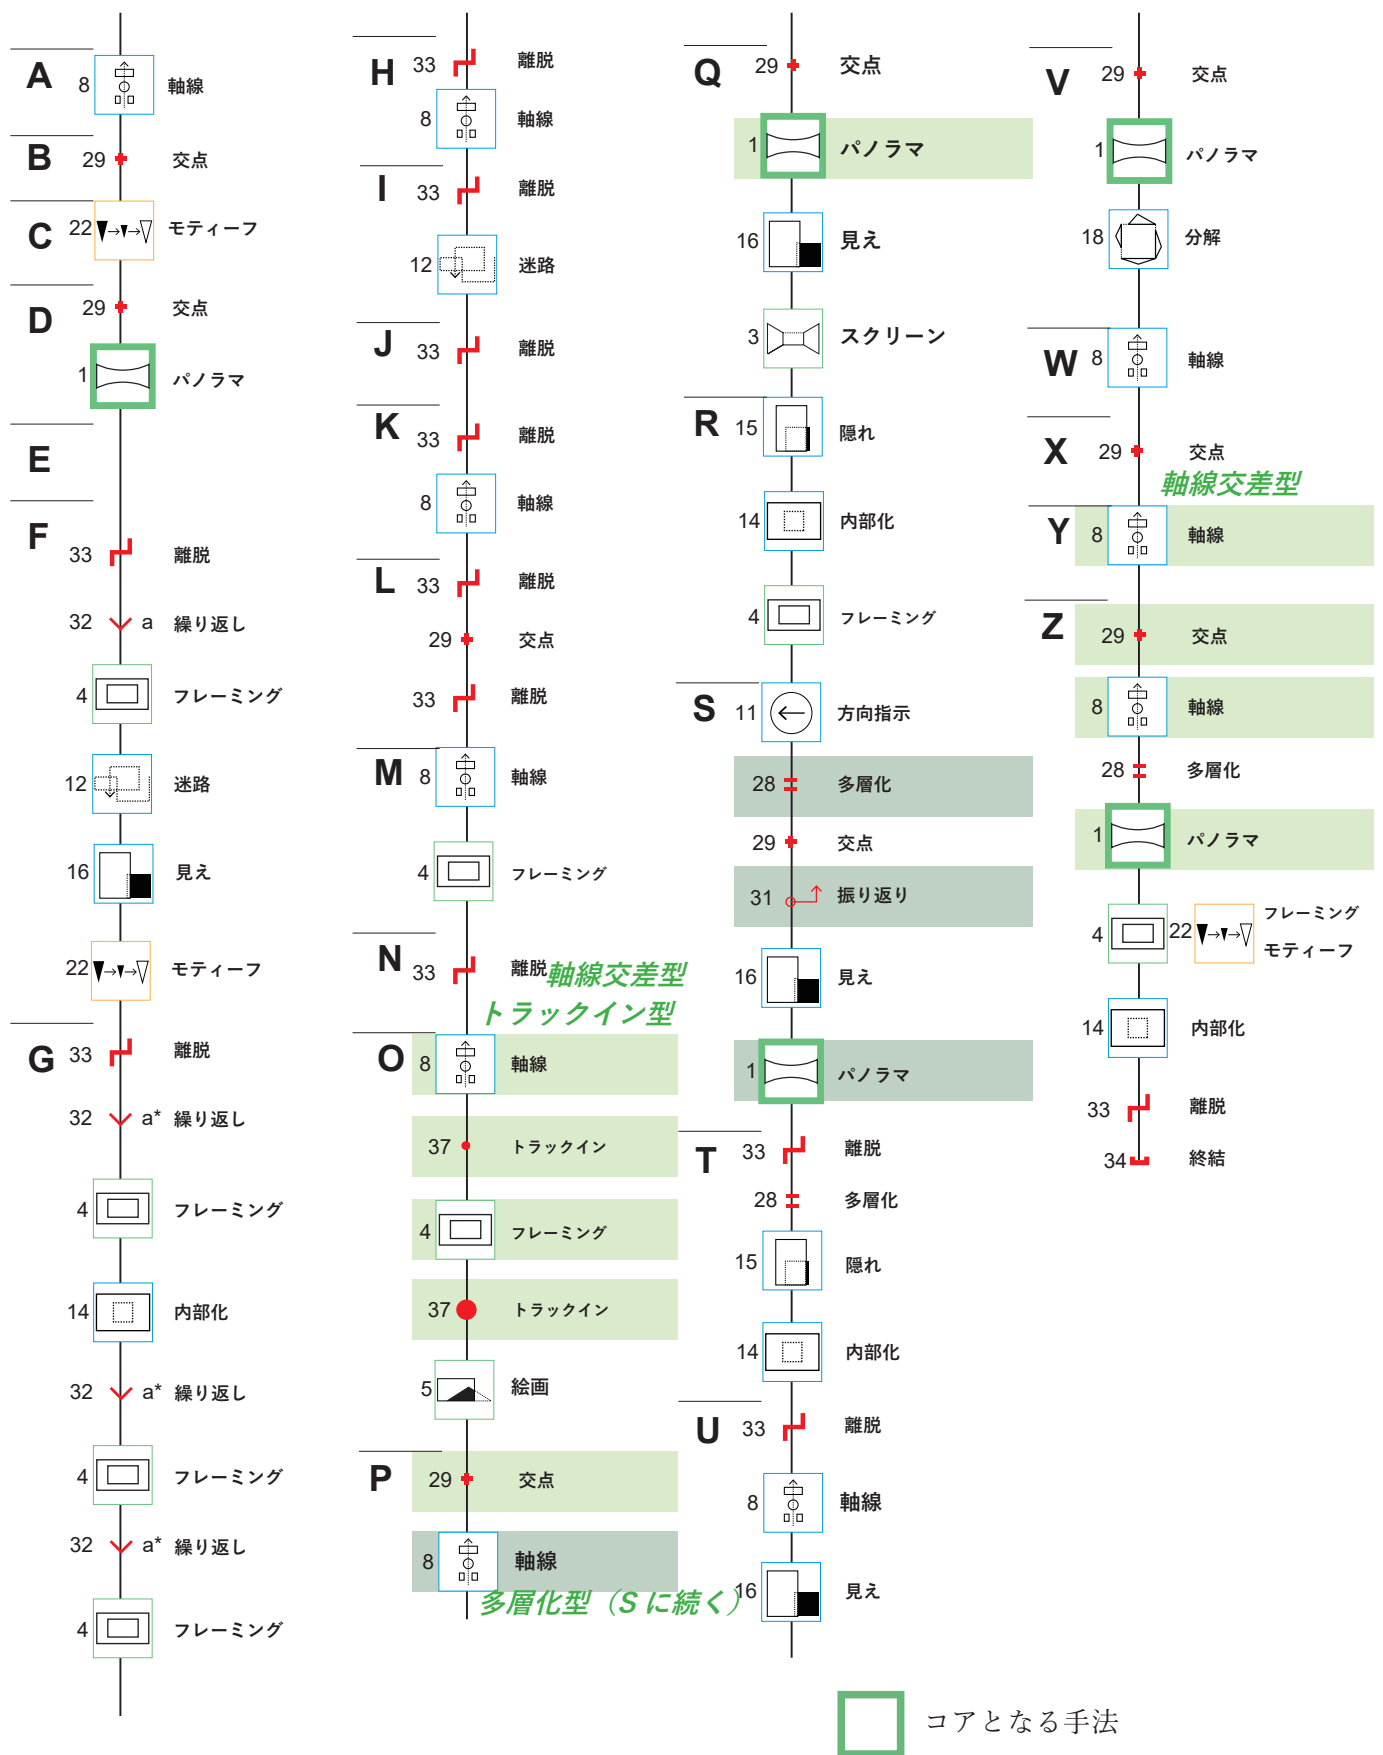 A
8 軸線
B
29 交点
C
22 モティーフ
D
29 交点
1 パノラマ
E
F
33 離脱
32 a 繰り返し
4 フレーミング
12 迷路
16 見え
22 モティーフ
G
33 離脱
32 a* 繰り返し
4 フレーミング
14 内部化
32 a* 繰り返し
4 フレーミング
32 a* 繰り返し
4 フレーミング
H
33 離脱
8 軸線
I
33 離脱
12 迷路
J
33 離脱
K
33 離脱
8 軸線
L
33 離脱
29 交点
33 離脱
M
8 軸線
4 フレーミング
N
33 離脱
軸線交差型
トラックイン型
O
8 軸線
37 トラックイン
4 フレーミング
37 トラックイン
5 絵画
P
29 交点
8 軸線
多層化型（S に続く）
Q
29 交点
1 パノラマ
16 見え
3 スクリーン
R
15 隠れ
14 内部化
4 フレーミング
S
11 方向指示
28 多層化
29 交点
31 振り返り
16 見え
1 パノラマ
T
33 離脱
28 多層化
15 隠れ
14 内部化
U
33 離脱
8 軸線
16 見え
V
29 交点
1 パノラマ
18 分解
W
8 軸線
X
29 交点
軸線交差型
Y
8 軸線
Z
29 交点
8 軸線
28 多層化
1 パノラマ
4 22 フレーミング
モティーフ
14 内部化
33 離脱
34 終結
コアとなる手法